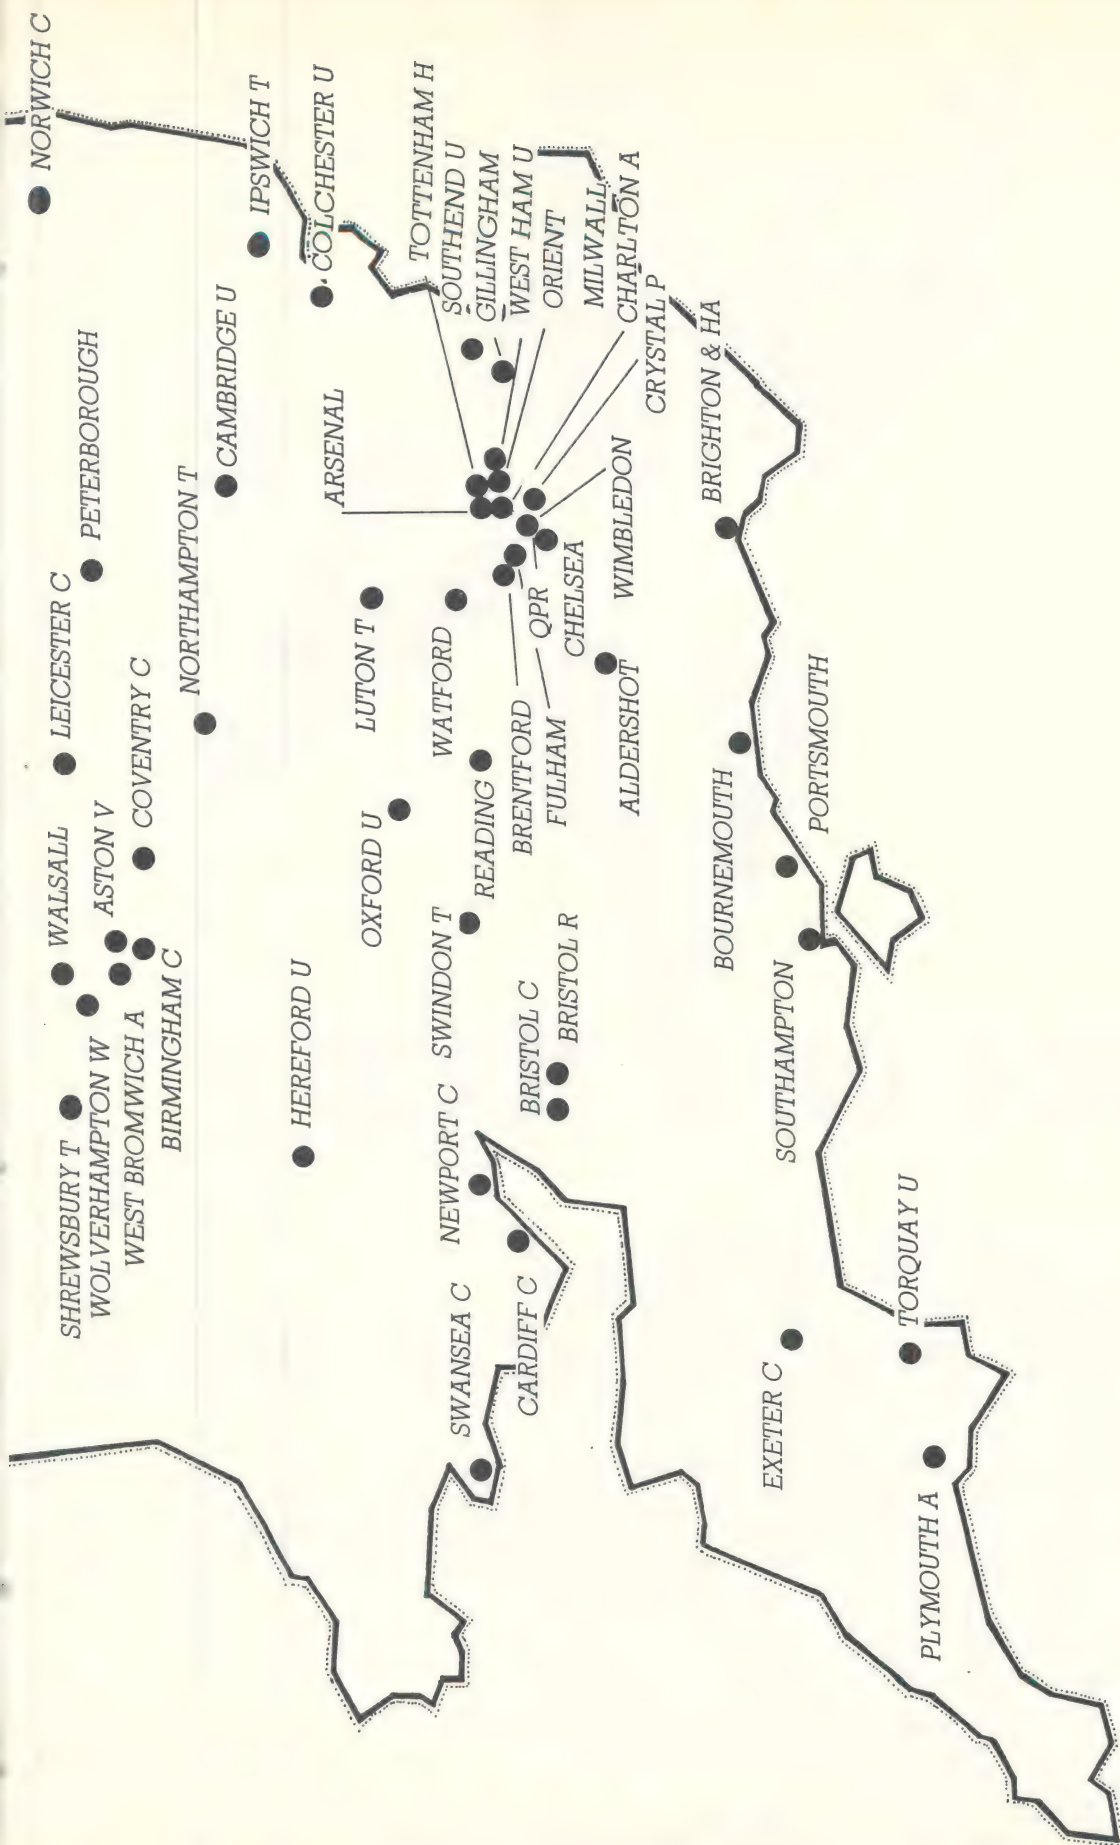 SHREWSBURY T
WOLVERHAMPTON W
WEST BROMWICH A
BIRMINGHAM C
WALSALL
ASTON V
COVENTRY C
LEICESTER C
PETERBOROUGH
NORWICH C
NORTHAMPTON T
CAMBRIDGE U
IPSWICH T
COLCHESTER U
HEREFORD U
OXFORD U
LUTON T
ARSENAL
WATFORD
TOTTENHAM H
SOUTHEND U
GILLINGHAM
WEST HAM U
ORIENT
MILWALL
CHARLTON A
CRYSTAL P
SWANSEA C
CARDIFF C
NEWPORT C
SWINDON T
READING
BRISTOL C
BRISTOL R
BRENTFORD
FULHAM
QPR
CHELSEA
WIMBLEDON
ALDERSHOT
BRIGHTON & HA
BOURNEMOUTH
PORTSMOUTH
SOUTHAMPTON
EXETER C
TORQUAY U
PLYMOUTH A